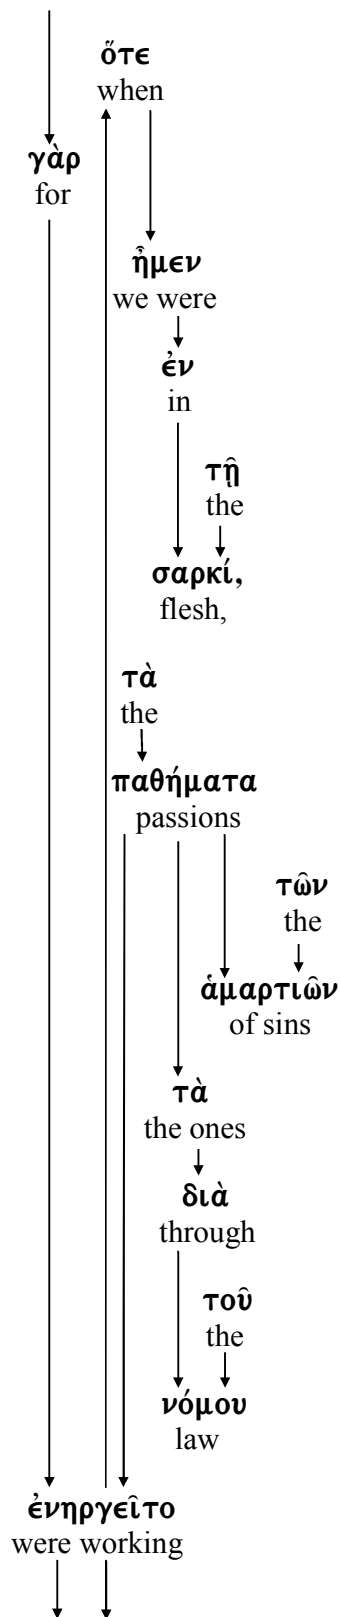 ὅτε
when
γὰρ
for
ἦμεν
we were
ἐν
in
τῇ
the
σαρκί,
flesh,
τὰ
the
παθήματα
passions
τῶν
the
ἁμαρτιῶν
of sins
τὰ
the ones
διὰ
through
τοῦ
the
νόμου
law
ἐνηργεῖτο
were working